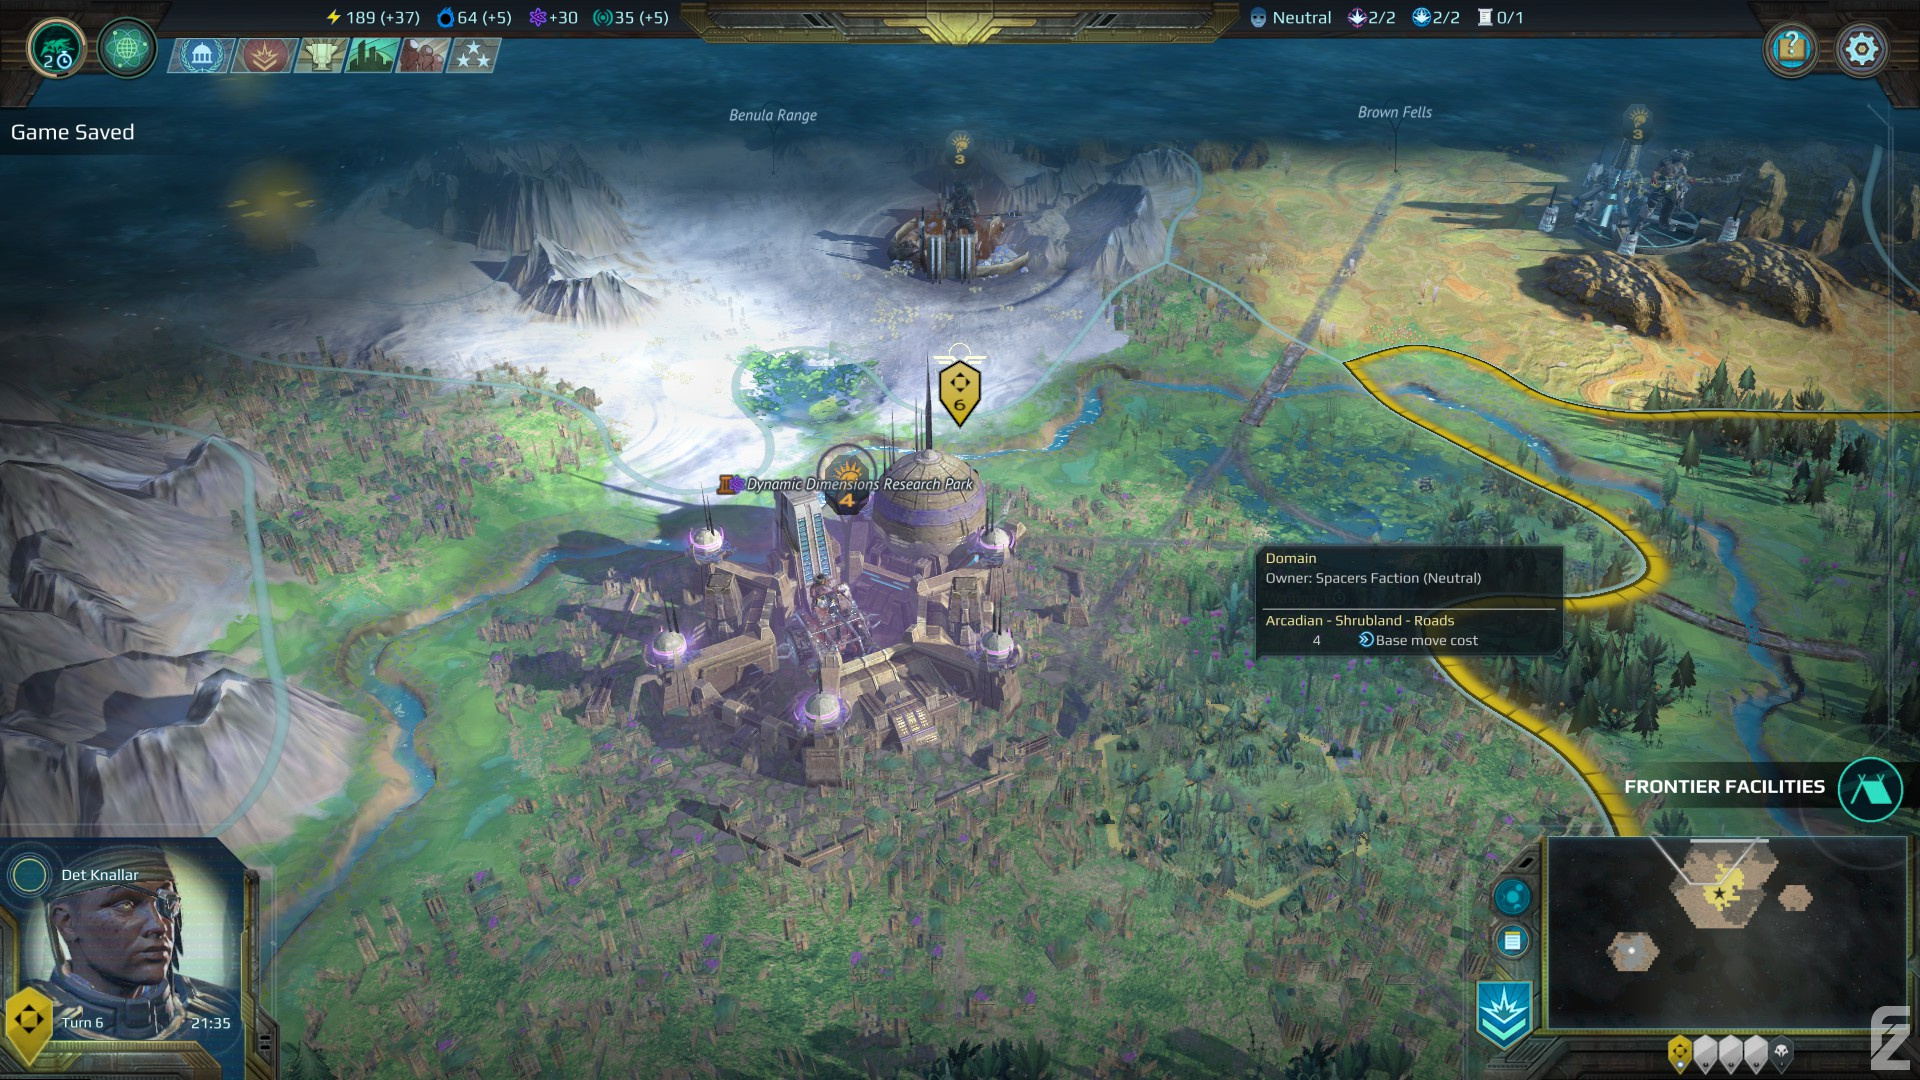 189 (+37) 64 (+5) +30 35 (+5)
Neutral 2/2 2/2 0/1
2
?
Game Saved
Benula Range
Brown Fells
3
3
6
Dynamic Dimensions Research Park
4
Domain
Owner: Spacers Faction (Neutral)
Arcadian - Shrubland - Roads
4 Base move cost
FRONTIER FACILITIES
Det Knallar
Turn 6 21:35